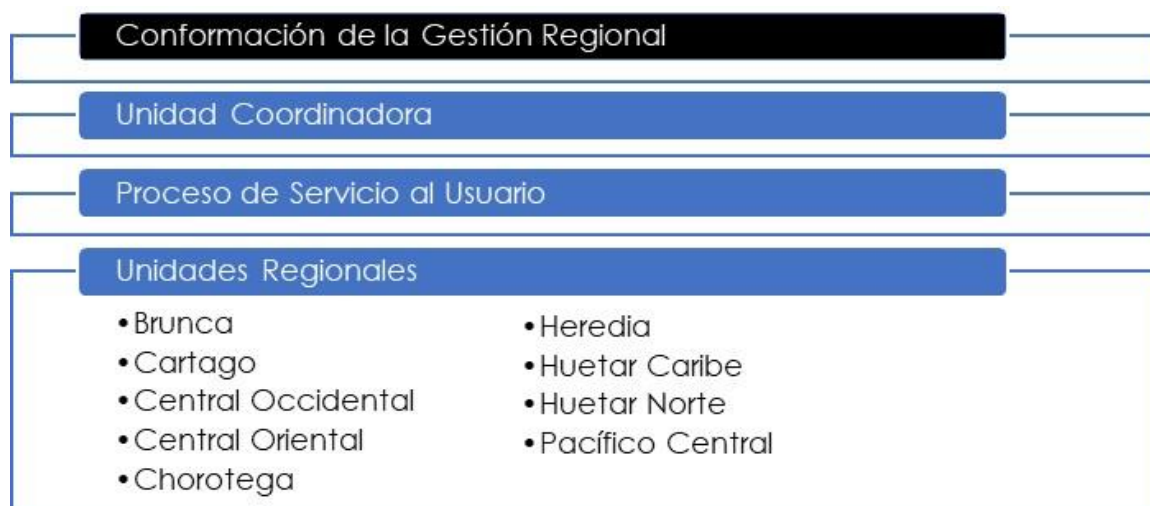 Conformación de la Gestión Regional
Unidad Coordinadora
Proceso de Servicio al Usuario
Unidades Regionales
•Brunca
•Cartago
•Central Occidental
•Central Oriental
•Chorotega
•Heredia
•Huetar Caribe
•Huetar Norte
•Pacífico Central